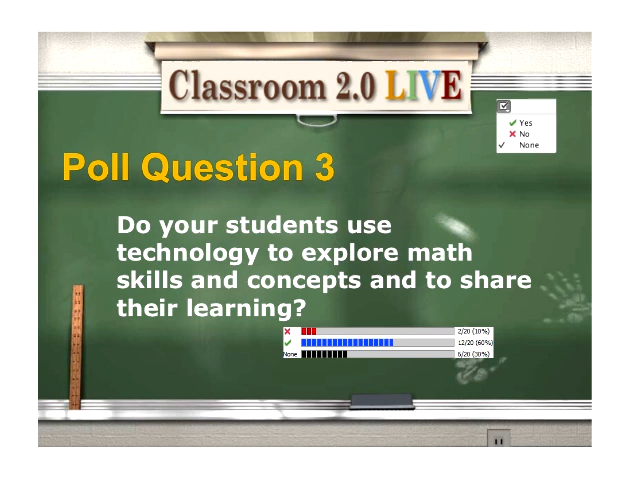 Classroom 2.0 LIVE
Yes
No
None
Poll Question 3
Do your students use
technology to explore math
skills and concepts and to share
their learning?
2/20 (10%)
12/20 (60%)
None 6/20 (30%)